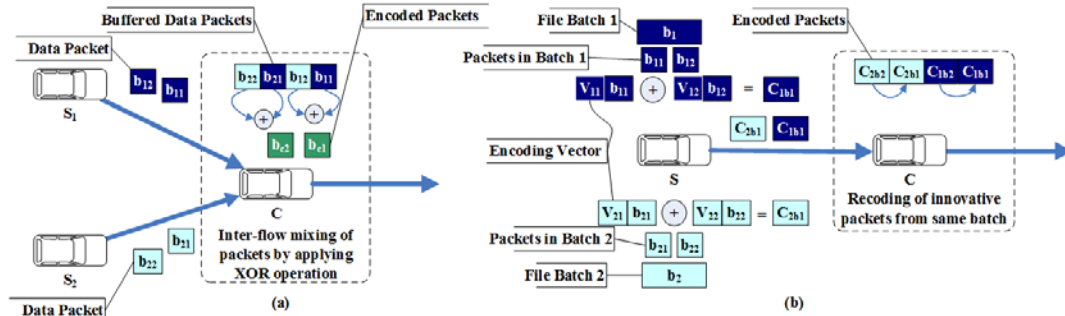 Buffered Data Packets
Encoded Packets
Data Packet
b12
b11
b22 b21 b12 b11
+
+
bc2
bc1
S1
C
S2
b21
b22
Data Packet
Inter-flow mixing of
packets by applying
XOR operation
(a)
File Batch 1
b1
Packets in Batch 1
b11 b12
V11 b11 + V12 b12 = C1b1
Encoding Vector
C2b1 C1b1
S
V21 b21 + V22 b22 = C2b1
Packets in Batch 2
b21 b22
File Batch 2
b2
Encoded Packets
C2b2 C2b1 C1b2 C1b1
C
Recoding of innovative
packets from same batch
(b)